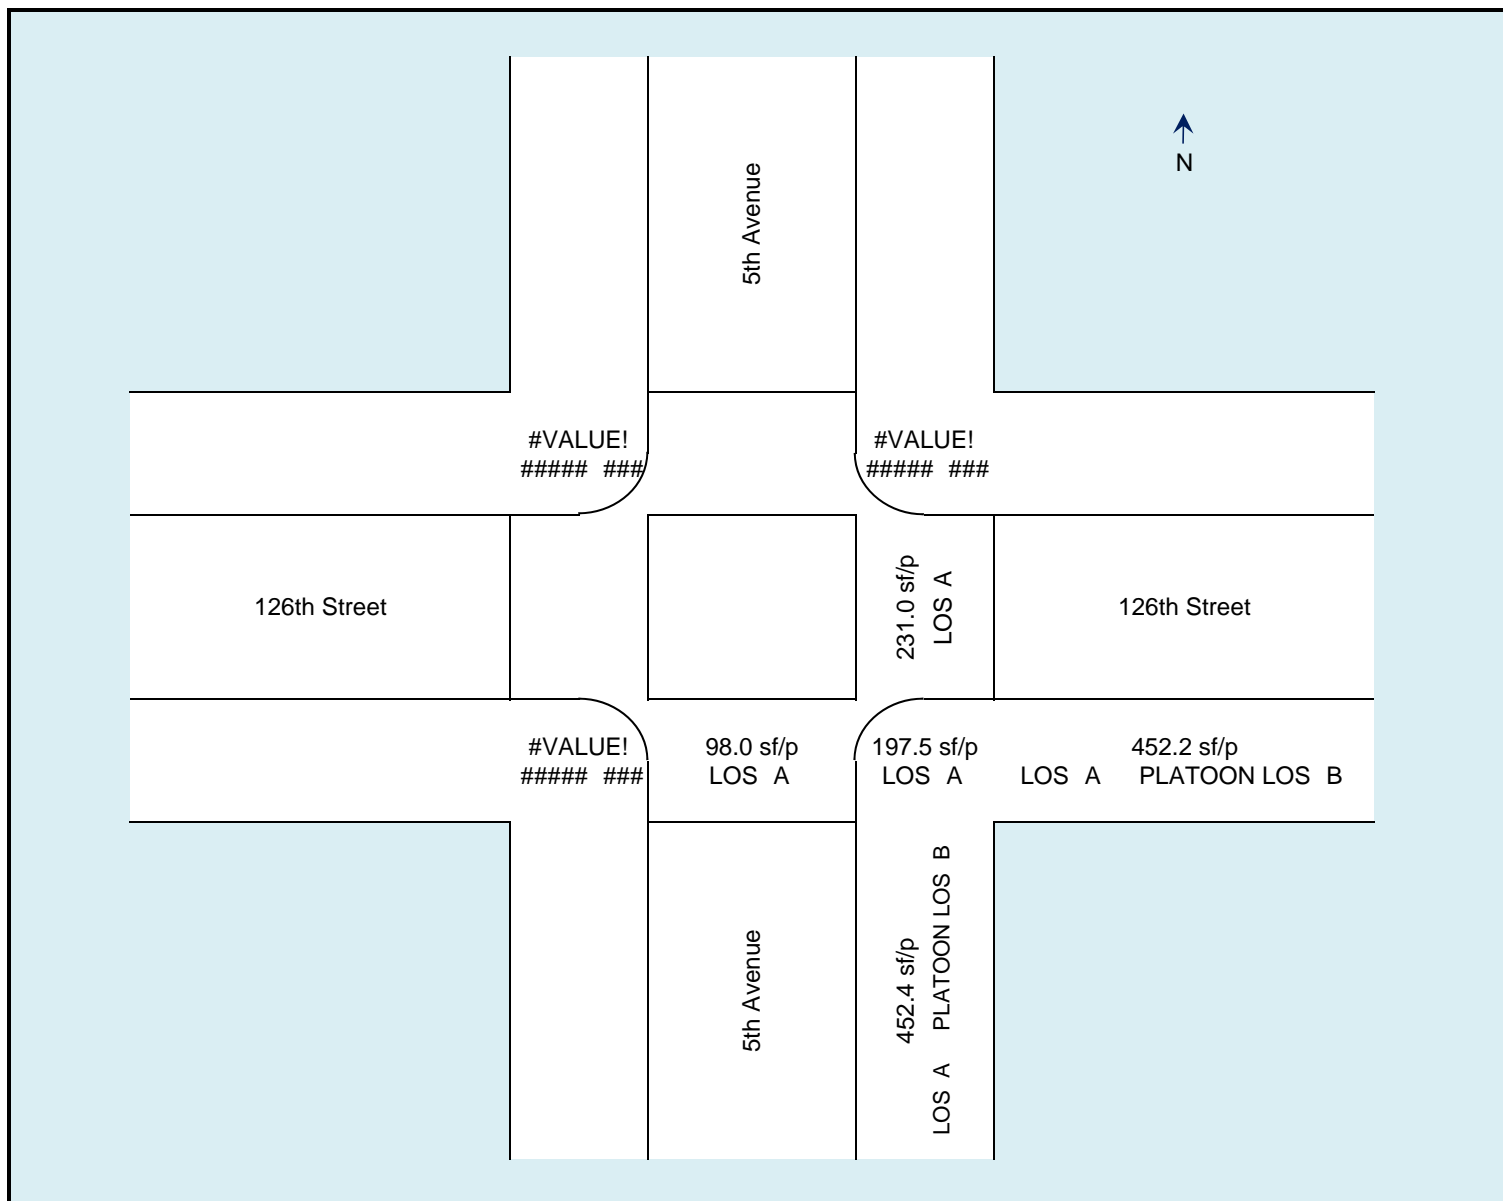 N
5th Avenue
#VALUE!
##### ###
#VALUE!
##### ###
126th Street
231.0 sf/p
LOS A
126th Street
#VALUE!
##### ###
98.0 sf/p
LOS A
197.5 sf/p
LOS A
452.2 sf/p
LOS A PLATOON LOS B
5th Avenue
452.4 sf/p
LOS A PLATOON LOS B